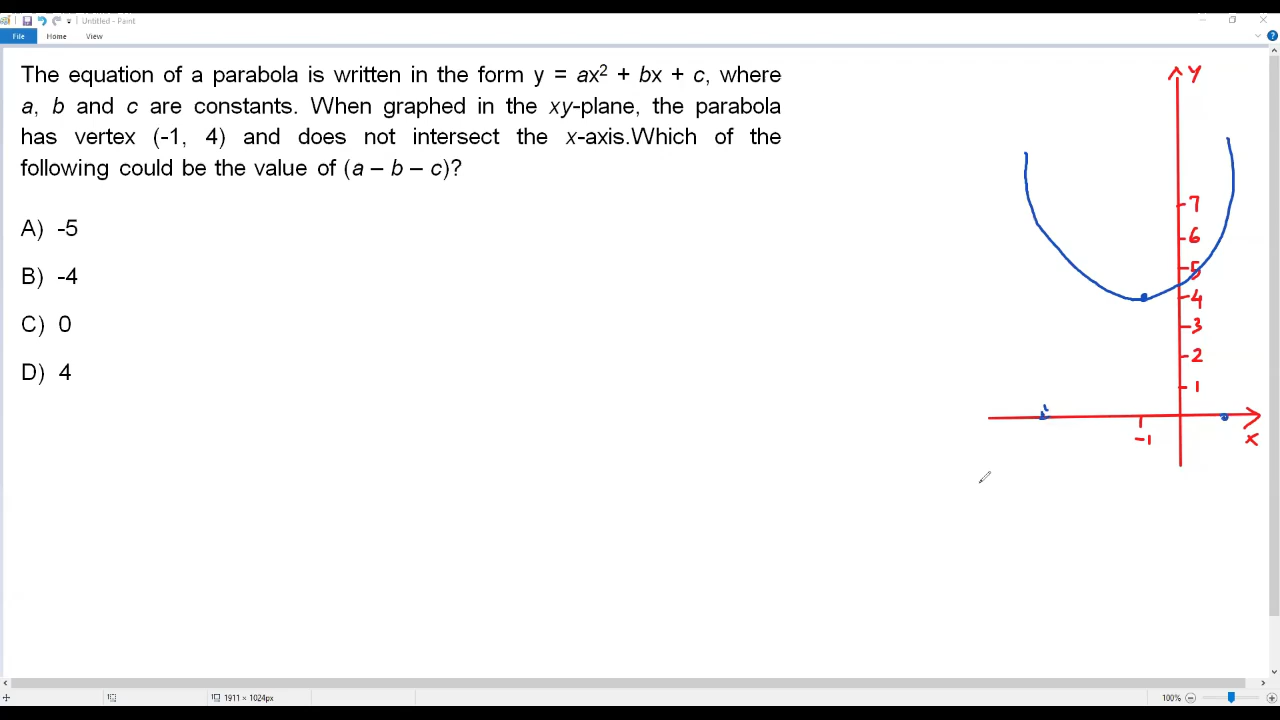 Untitled - Paint
File Home View
The equation of a parabola is written in the form y = ax² + bx + c, where
a, b and c are constants. When graphed in the xy-plane, the parabola
has vertex (-1, 4) and does not intersect the x-axis.Which of the
following could be the value of (a – b – c)?
A) -5
B) -4
C) 0
D) 4
Y
7
6
5
4
3
2
1
-1
x
1911 × 1024px
100%